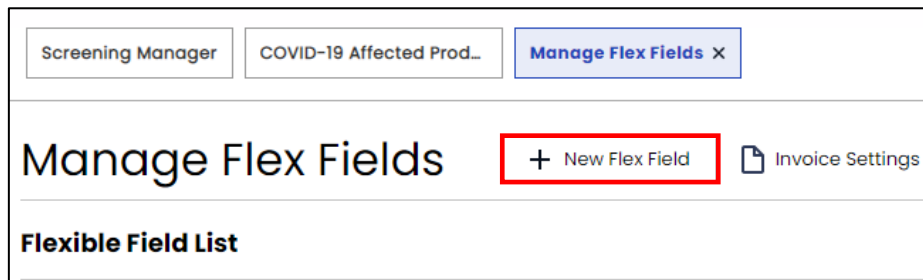 Screening Manager COVID-19 Affected Prod... Manage Flex Fields ×
Manage Flex Fields + New Flex Field Invoice Settings
Flexible Field List